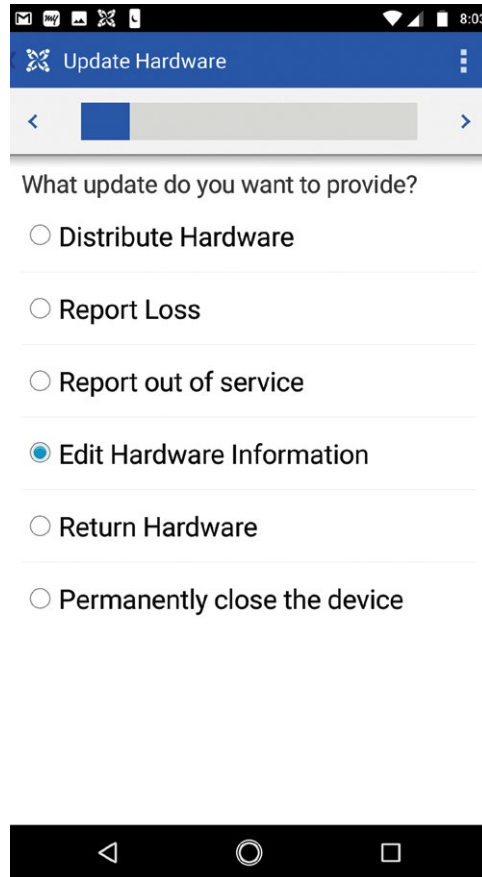 my
8:03
Update Hardware
What update do you want to provide?
Distribute Hardware
Report Loss
Report out of service
Edit Hardware Information
Return Hardware
Permanently close the device